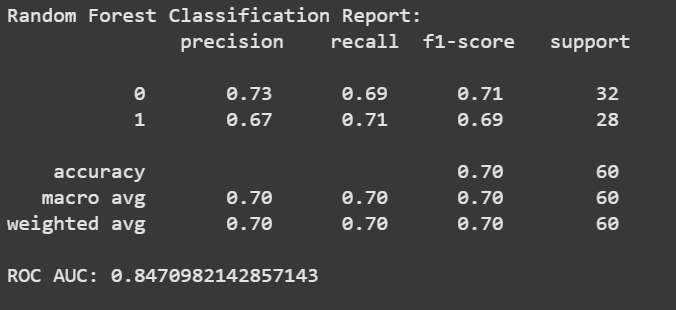 Random Forest Classification Report:
precision recall f1-score support
0 0.73 0.69 0.71 32
1 0.67 0.71 0.69 28
accuracy 0.70 60
macro avg 0.70 0.70 0.70 60
weighted avg 0.70 0.70 0.70 60
ROC AUC: 0.8470982142857143